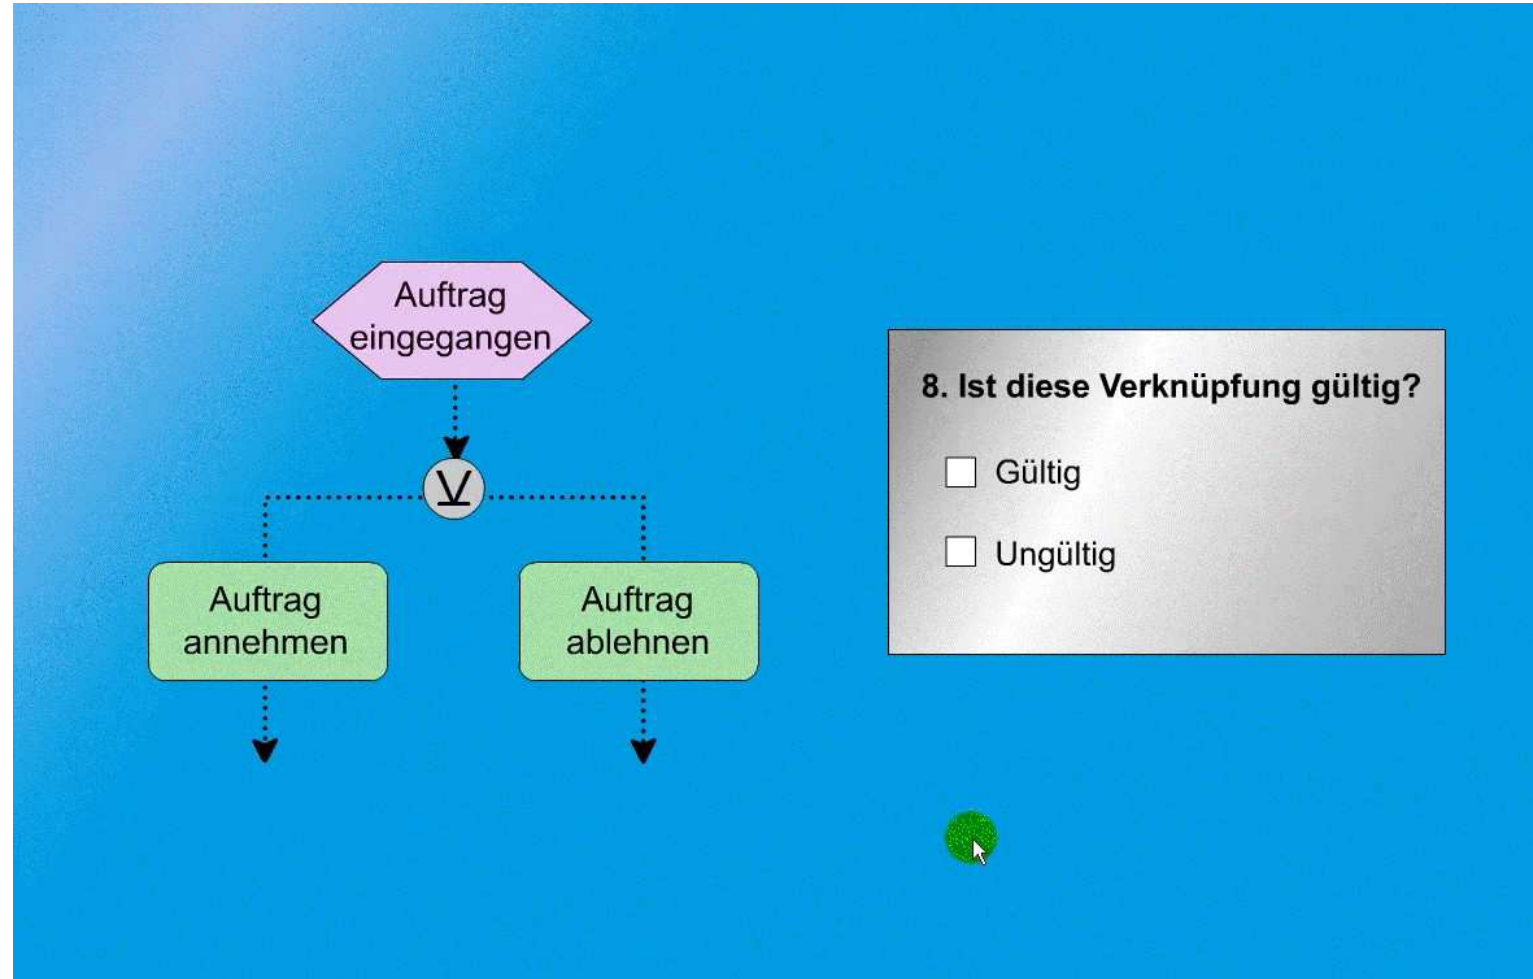 Auftrag
eingegangen
V
Auftrag
annehmen
Auftrag
ablehnen
8. Ist diese Verknüpfung gültig?
Gültig
Ungültig